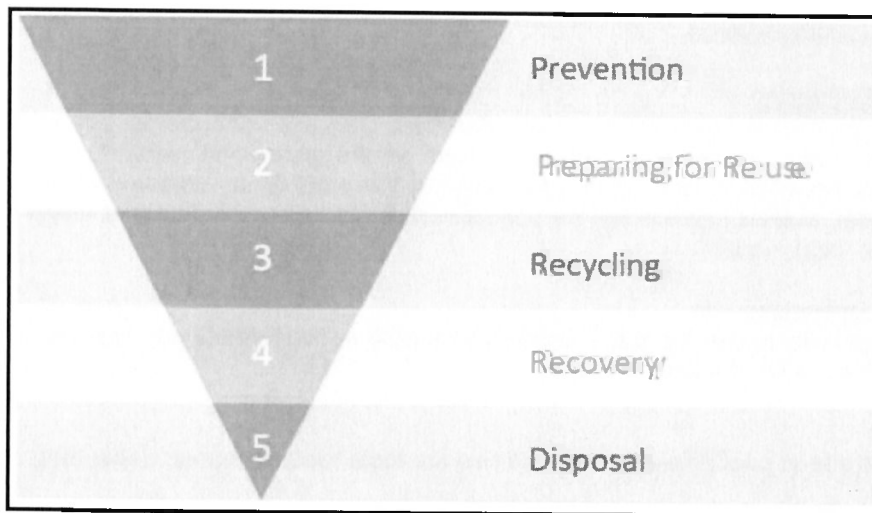 1 Prevention
2 Preparing for Re use
3 Recycling
4 Recovery
5 Disposal